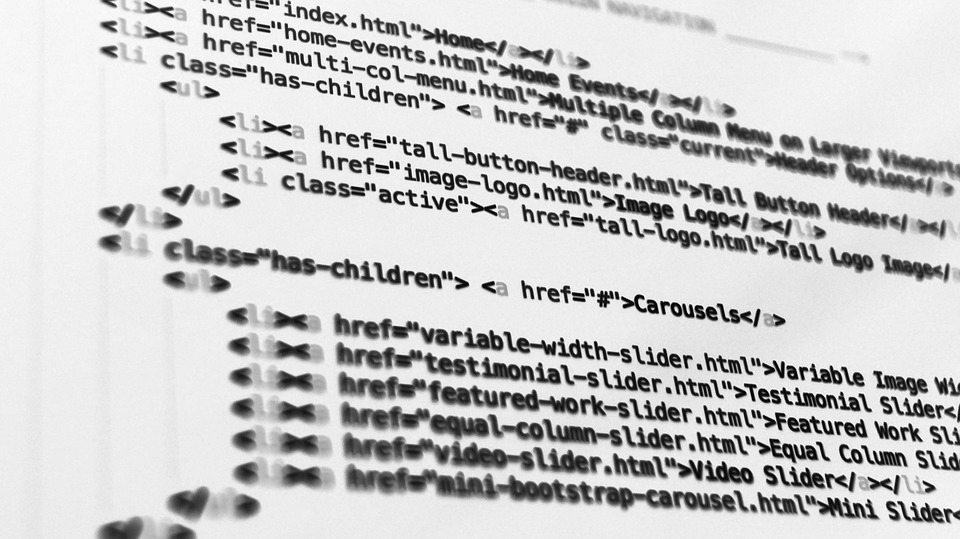 NAVIGATION
<li><a href="index.html">Home</a></li>
<li><a href="home-events.html">Home Events</a></li>
<li><a href="multi-col-menu.html">Multiple Column Menu on Larger Viewports
<li class="has-children"> <a href="#" class="current">Header Options</a>
<ul>
<li><a href="tall-button-header.html">Tall Button Header</a></li
<li><a href="image-logo.html">Image Logo</a></li>
<li class="active"><a href="tall-logo.html">Tall Logo Image</a
</ul>
</li>
<li class="has-children"> <a href="#">Carousels</a>
<ul>
<li><a href="variable-width-slider.html">Variable Image
<li><a href="testimonial-slider.html">Testimonial Slider</
<li><a href="featured-work-slider.html">Featured Work
<li><a href="equal-column-slider.html">Equal Column
<li><a href="video-slider.html">Video Slider</a></li>
<li><a href="mini-bootstrap-carousel.html">Mini Slider<
</ul>